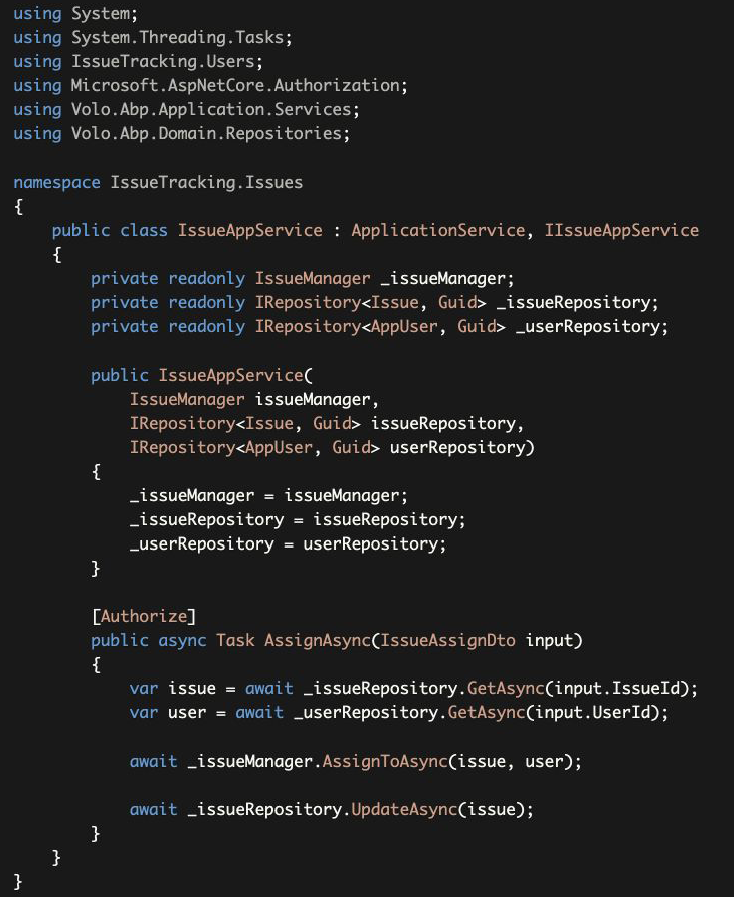 using System;
using System.Threading.Tasks;
using IssueTracking.Users;
using Microsoft.AspNetCore.Authorization;
using Volo.Abp.Application.Services;
using Volo.Abp.Domain.Repositories;

namespace IssueTracking.Issues
{
    public class IssueAppService : ApplicationService, IIssueAppService
    {
        private readonly IssueManager _issueManager;
        private readonly IRepository<Issue, Guid> _issueRepository;
        private readonly IRepository<AppUser, Guid> _userRepository;

        public IssueAppService(
            IssueManager issueManager,
            IRepository<Issue, Guid> issueRepository,
            IRepository<AppUser, Guid> userRepository)
        {
            _issueManager = issueManager;
            _issueRepository = issueRepository;
            _userRepository = userRepository;
        }

        [Authorize]
        public async Task AssignAsync(IssueAssignDto input)
        {
            var issue = await _issueRepository.GetAsync(input.IssueId);
            var user = await _userRepository.GetAsync(input.UserId);

            await _issueManager.AssignToAsync(issue, user);

            await _issueRepository.UpdateAsync(issue);
        }
    }
}